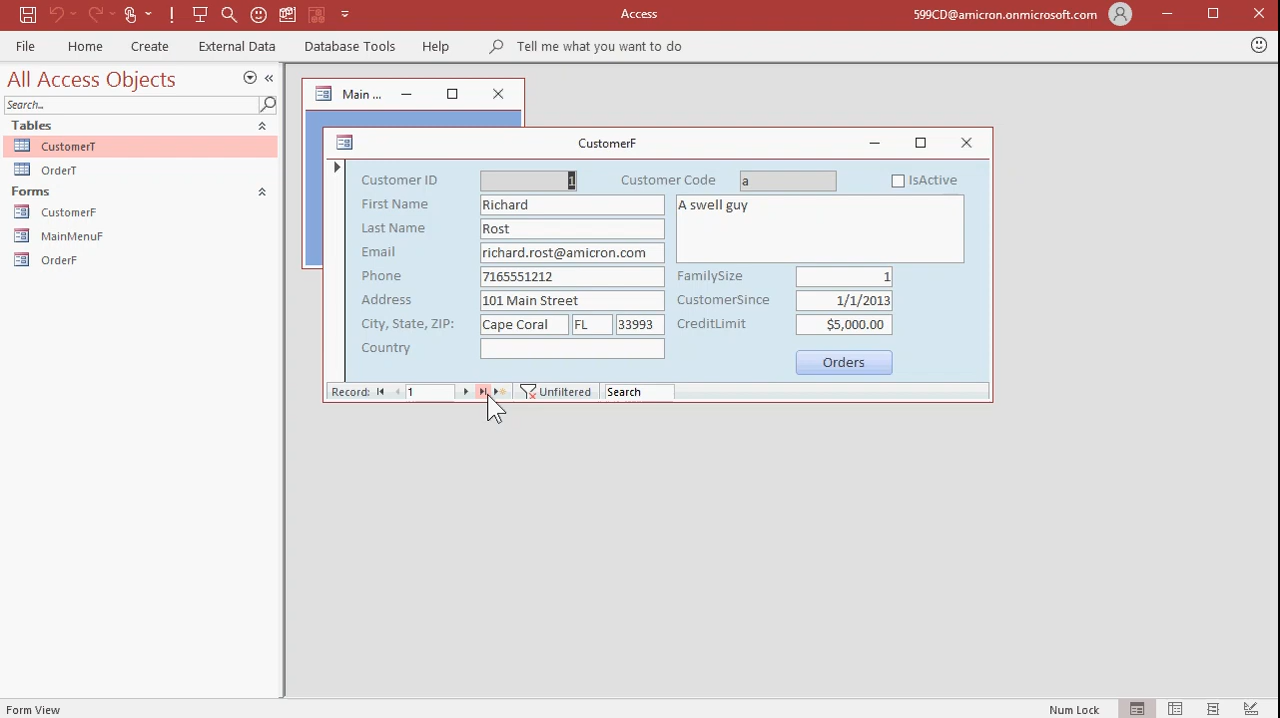 Access
599CD@amicron.onmicrosoft.com
File Home Create External Data Database Tools Help Tell me what you want to do
All Access Objects
Search...
Tables
CustomerT
OrderT
Forms
CustomerF
MainMenuF
OrderF
Main ...
CustomerF
Customer ID 1 Customer Code a IsActive
First Name Richard A swell guy
Last Name Rost
Email richard.rost@amicron.com
Phone 7165551212 FamilySize 1
Address 101 Main Street CustomerSince 1/1/2013
City, State, ZIP: Cape Coral FL 33993 CreditLimit $5,000.00
Country
Orders
Record: 1 Unfiltered Search
Form View Num Lock